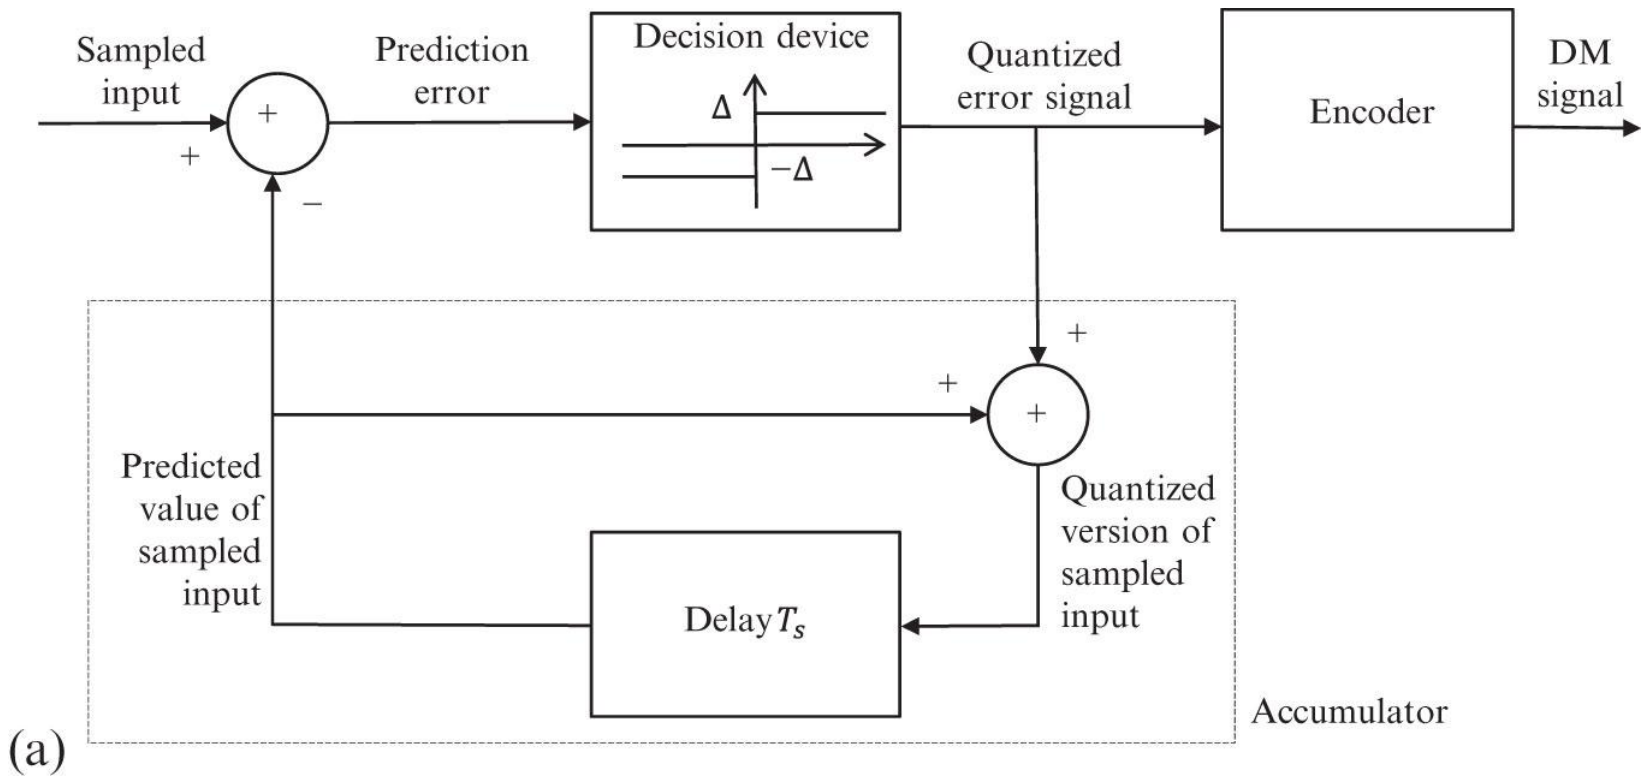 Sampled
input
+
+
−
Prediction
error
Decision device
Δ
−Δ
Quantized
error signal
Encoder
DM
signal
+
+
+
Predicted
value of
sampled
input
Quantized
version of
sampled
input
Delay Tₛ
Accumulator
(a)